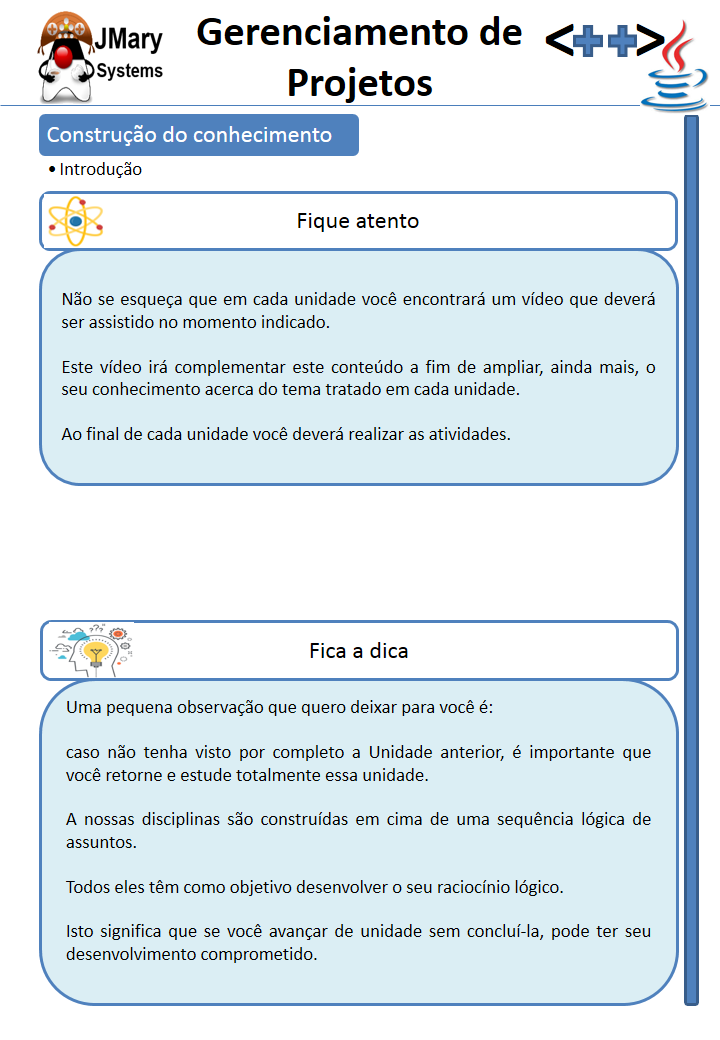 JMary
Systems
Gerenciamento de
Projetos
<++>
Construção do conhecimento
• Introdução
Fique atento
Não se esqueça que em cada unidade você encontrará um vídeo que deverá
ser assistido no momento indicado.
Este vídeo irá complementar este conteúdo a fim de ampliar, ainda mais, o
seu conhecimento acerca do tema tratado em cada unidade.
Ao final de cada unidade você deverá realizar as atividades.
Fica a dica
Uma pequena observação que quero deixar para você é:
caso não tenha visto por completo a Unidade anterior, é importante que
você retorne e estude totalmente essa unidade.
A nossas disciplinas são construídas em cima de uma sequência lógica de
assuntos.
Todos eles têm como objetivo desenvolver o seu raciocínio lógico.
Isto significa que se você avançar de unidade sem concluí-la, pode ter seu
desenvolvimento comprometido.